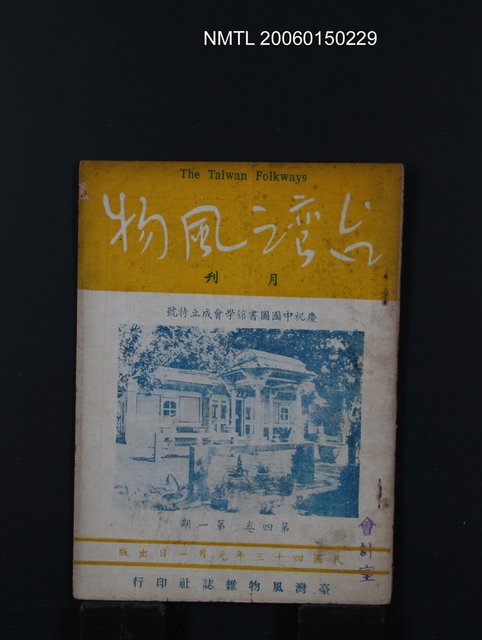 NMTL 20060150229
The Taiwan Folkways
台灣風物
月刊
慶祝中國圖書館学會成立特號
第四卷 第一期
民國四十三年元月一日出版
臺灣風物雜誌社印行
會計室